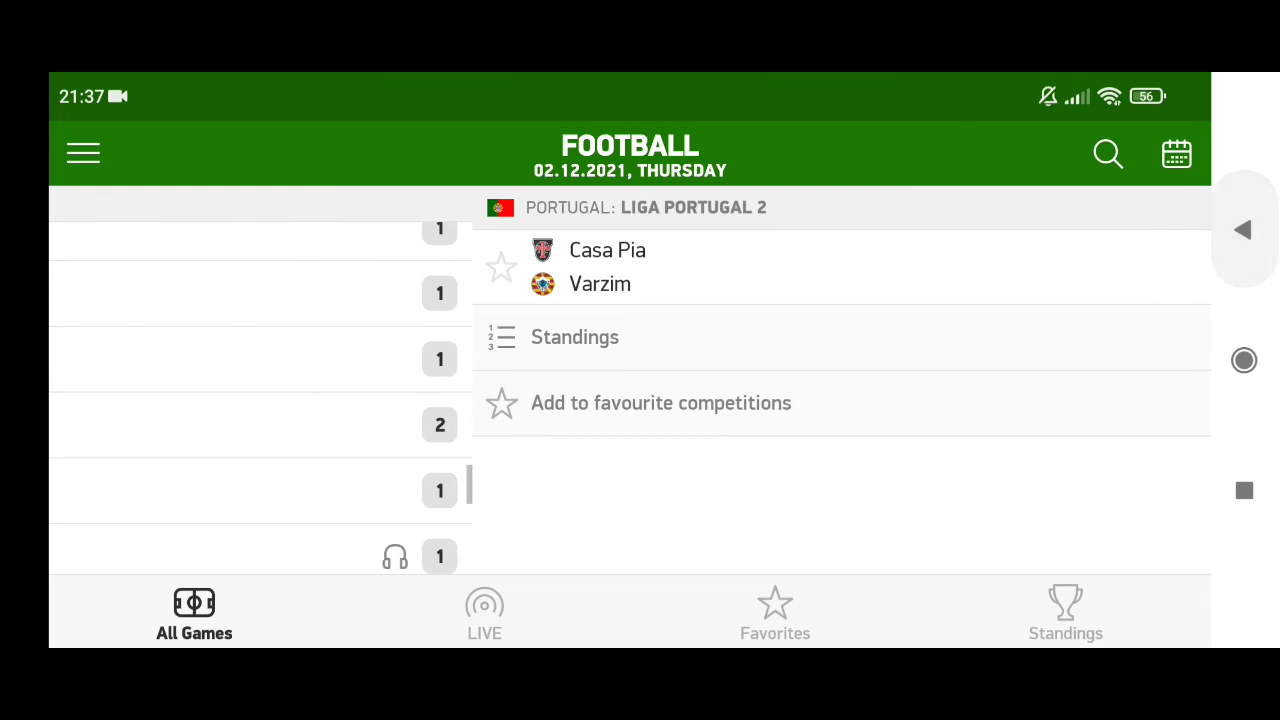 21:37
56
FOOTBALL
02.12.2021, THURSDAY
PORTUGAL: LIGA PORTUGAL 2
1
Casa Pia
Varzim
1
Standings
1
Add to favourite competitions
2
1
1
All Games
LIVE
Favorites
Standings